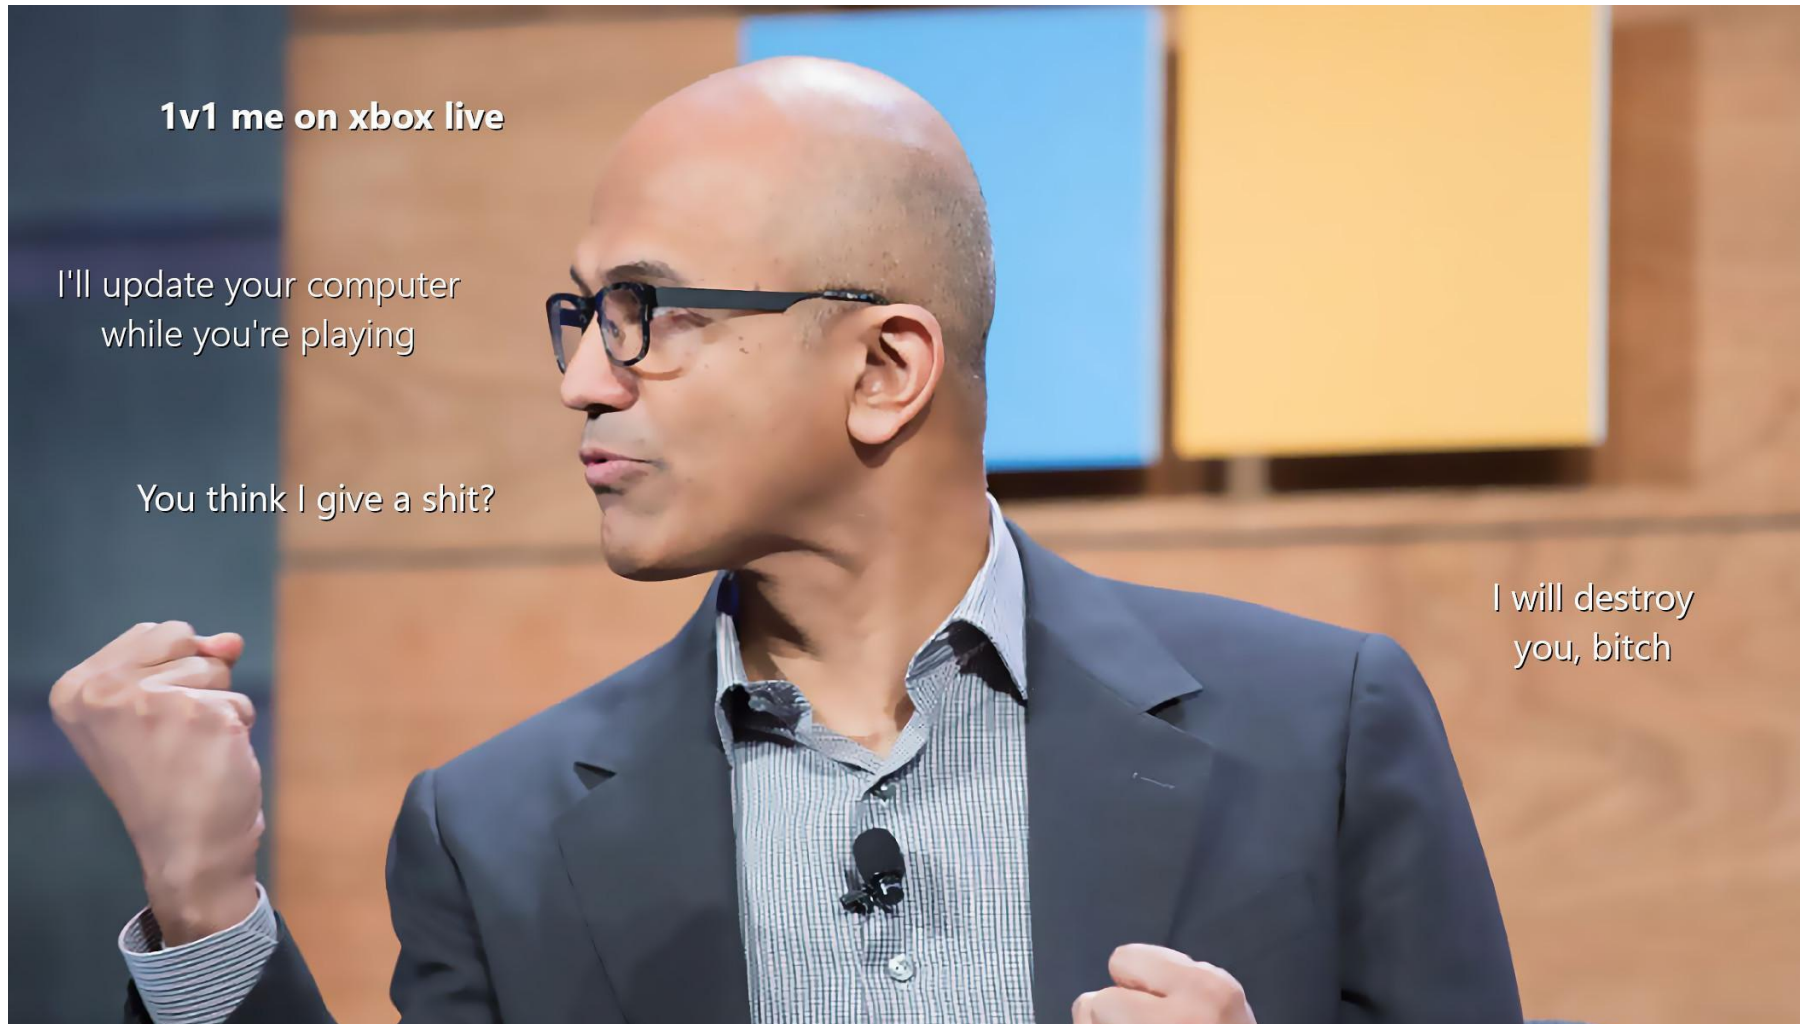 1v1 me on xbox live
I'll update your computer
while you're playing
You think I give a shit?
I will destroy
you, bitch